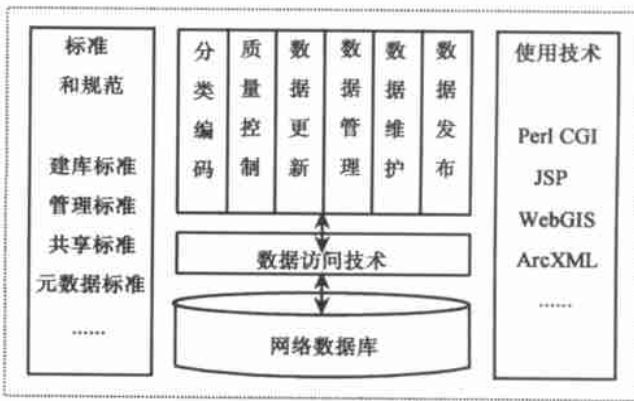 标准
和规范
建库标准
管理标准
共享标准
元数据标准
......
分类编码
质量控制
数据更新
数据管理
数据维护
数据发布
数据访问技术
网络数据库
使用技术
Perl CGI
JSP
WebGIS
ArcXML
......